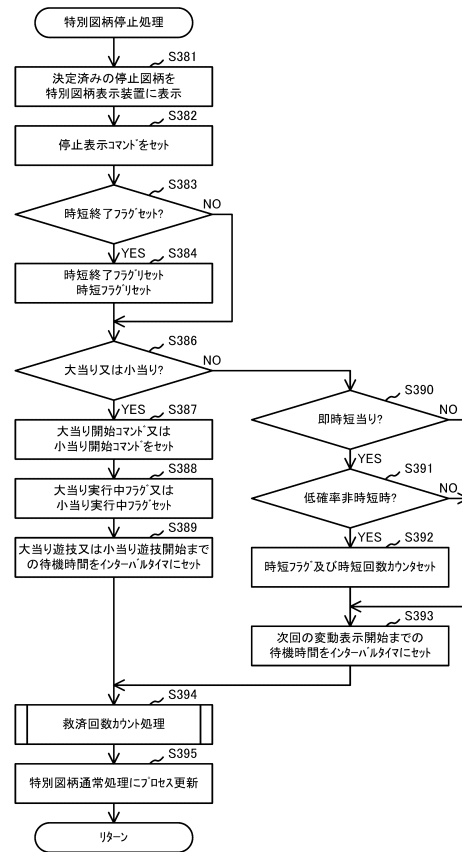 特別図柄停止処理
S381
決定済みの停止図柄を
特別図柄表示装置に表示
S382
停止表示コマンドをセット
S383
時短終了フラグセット?
NO
YES
S384
時短終了フラグリセット
時短フラグリセット
S386
大当り又は小当り?
NO
YES
S387
大当り開始コマンド又は
小当り開始コマンドをセット
S388
大当り実行中フラグ又は
小当り実行中フラグセット
S389
大当り遊技又は小当り遊技開始まで
の待機時間をインターバルタイマにセット
S390
即時短当り?
NO
YES
S391
低確率非時短時?
NO
YES
S392
時短フラグ及び時短回数カウンタセット
S393
次回の変動表示開始までの
待機時間をインターバルタイマにセット
S394
救済回数カウント処理
S395
特別図柄通常処理にプロセス更新
リターン